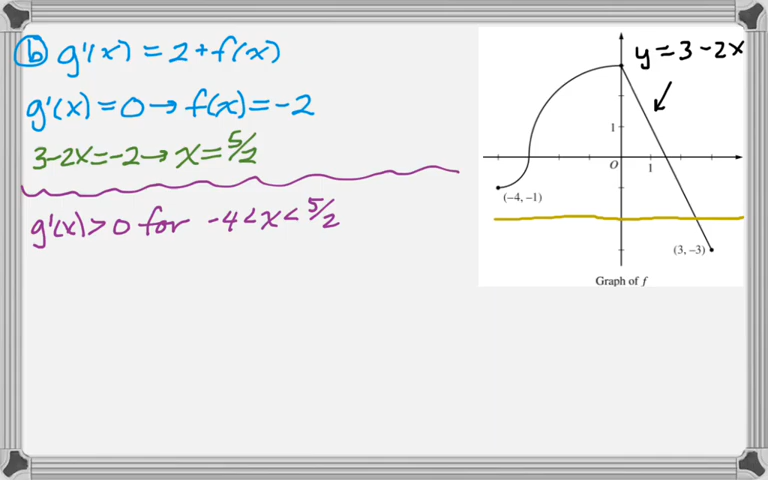 b g'(x) = 2 + f(x)
g'(x) = 0 → f(x) = -2
3-2x = -2 → x = 5/2
g'(x) > 0 for -4 < x < 5/2
y = 3 - 2x
1
O
1
(-4, -1)
(3, -3)
Graph of f